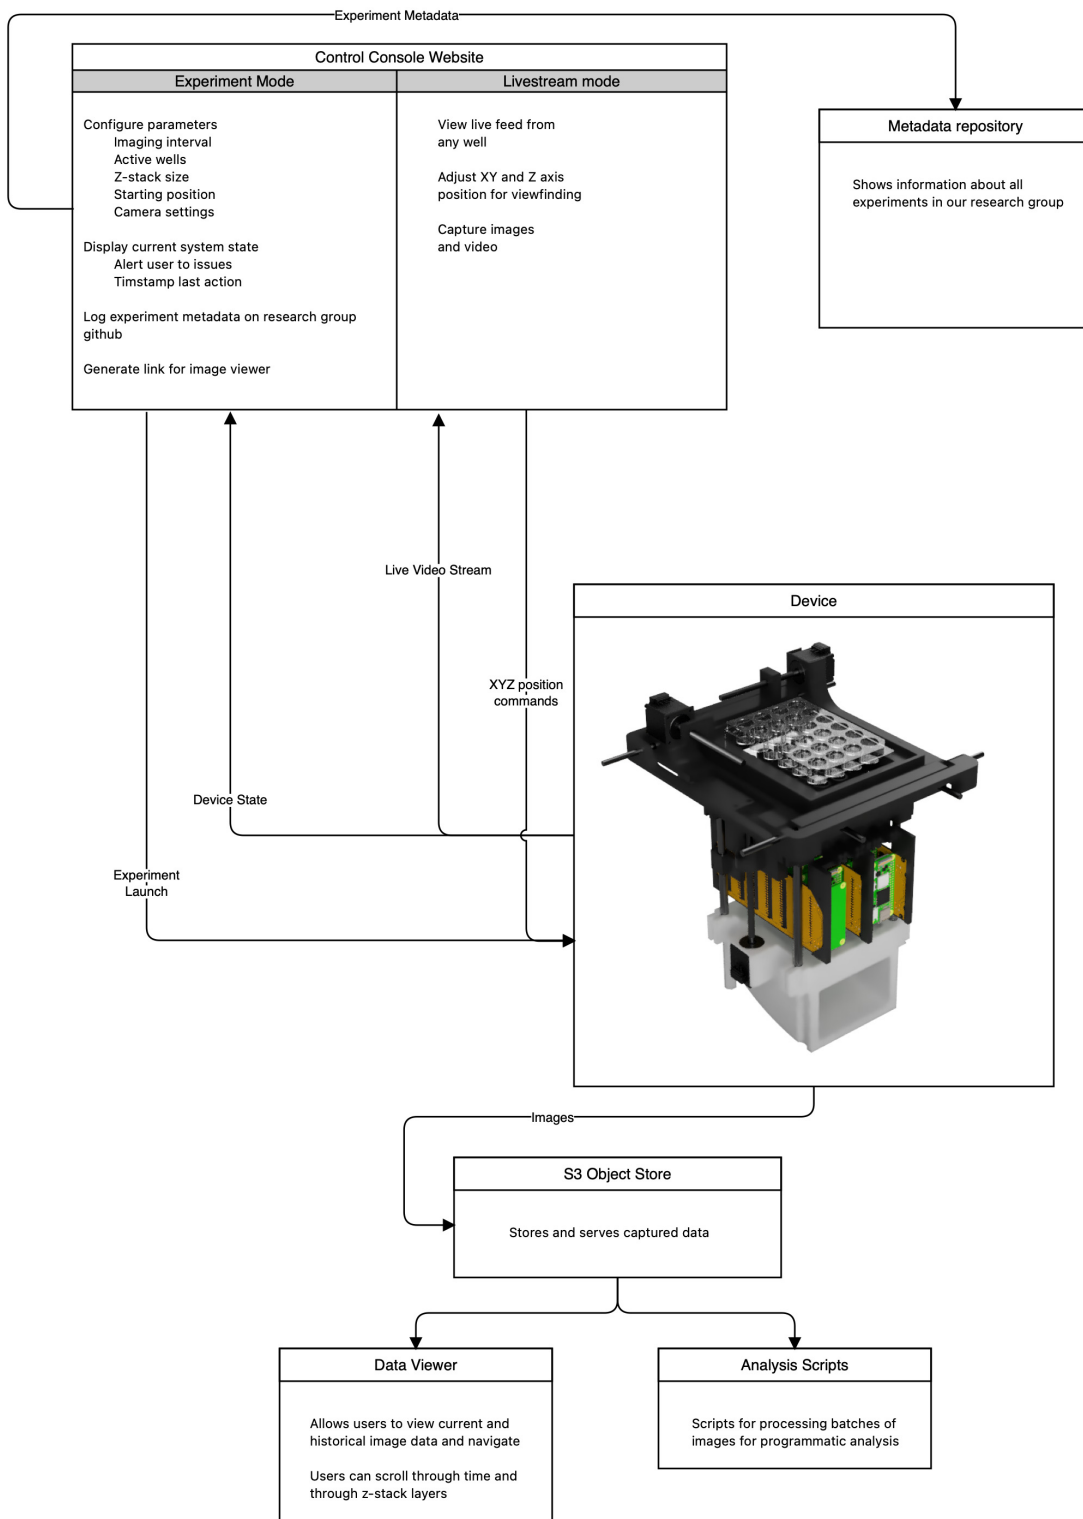 Experiment Metadata
Control Console Website
Experiment Mode
Livestream mode
Configure parameters
Imaging interval
Active wells
Z-stack size
Starting position
Camera settings
Display current system state
Alert user to issues
Timstamp last action
Log experiment metadata on research group
github
Generate link for image viewer
View live feed from
any well
Adjust XY and Z axis
position for viewfinding
Capture images
and video
Metadata repository
Shows information about all
experiments in our research group
Live Video Stream
Device
XYZ position
commands
Device State
Experiment
Launch
Images
S3 Object Store
Stores and serves captured data
Data Viewer
Allows users to view current and
historical image data and navigate
Users can scroll through time and
through z-stack layers
Analysis Scripts
Scripts for processing batches of
images for programmatic analysis